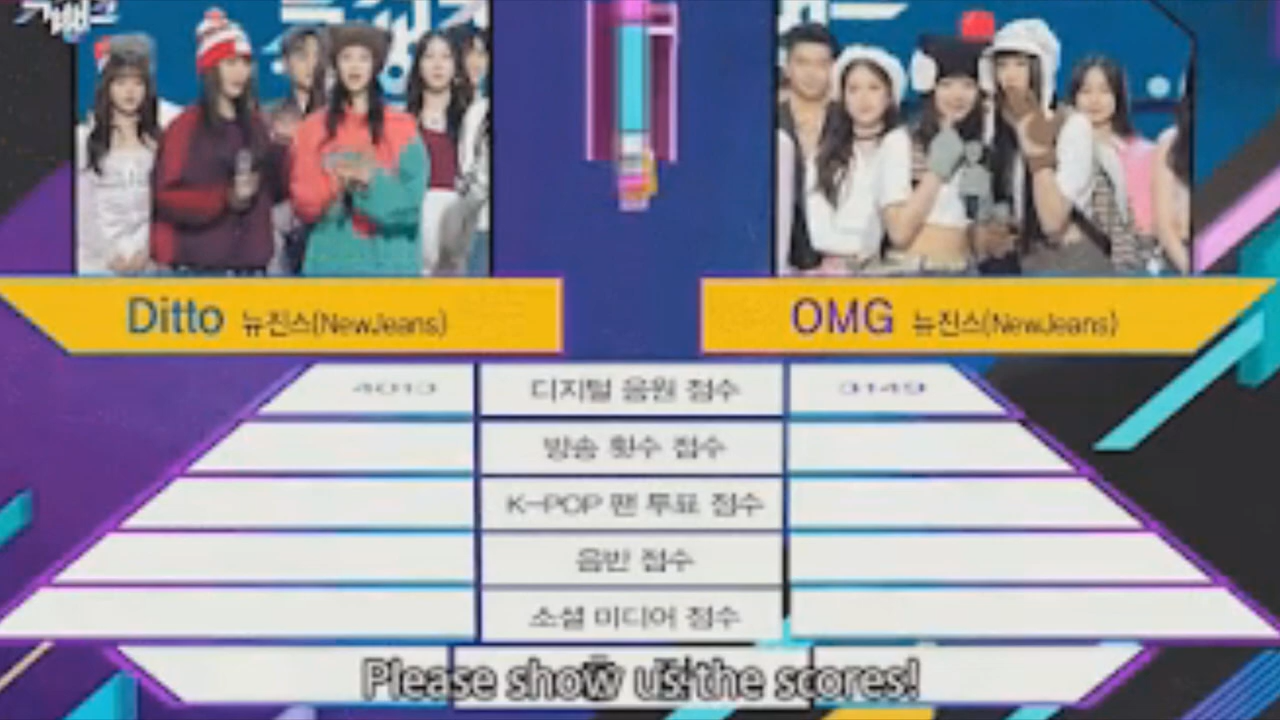 Ditto 뉴진스(NewJeans)
OMG 뉴진스(NewJeans)
4013 디지털 음원 점수 3149
방송 횟수 점수
K-POP 팬 투표 점수
음반 점수
소셜 미디어 점수
Please show us the scores!